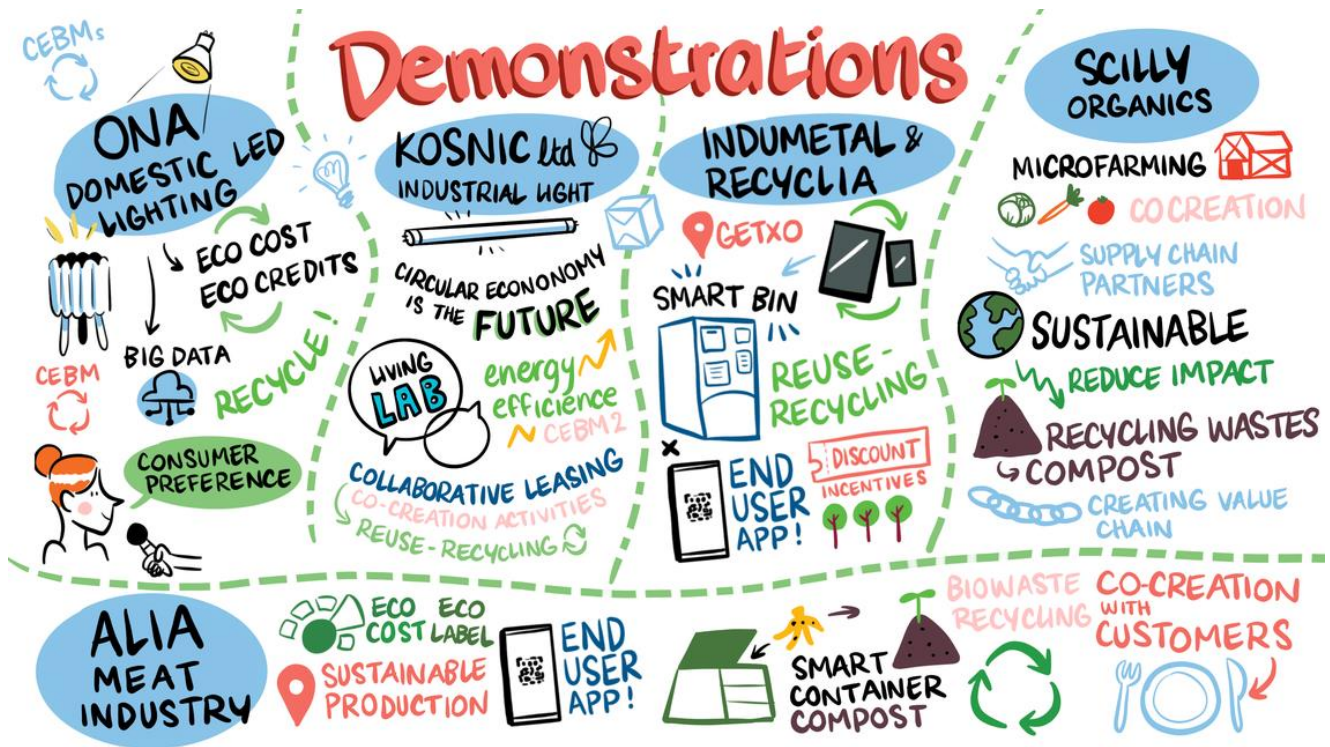 Demonstrations
CEBMs
ONA
DOMESTIC LED
LIGHTING
ECO COST
ECO CREDITS
BIG DATA
RECYCLE!
CEBM
CONSUMER
PREFERENCE
KOSNIC Ltd
INDUSTRIAL LIGHT
CIRCULAR ECONONOMY
IS THE FUTURE
LIVING
LAB
energy
efficience
CEBM2
COLLABORATIVE LEASING
CO-CREATION ACTIVITIES
REUSE-RECYCLING
INDUMETAL &
RECYCLIA
GETXO
SMART BIN
REUSE-
RECYCLING
END
USER
APP!
DISCOUNT
INCENTIVES
SCILLY
ORGANICS
MICROFARMING
COCREATION
SUPPLY CHAIN
PARTNERS
SUSTAINABLE
REDUCE IMPACT
RECYCLING WASTES
COMPOST
CREATING VALUE
CHAIN
ALIA
MEAT
INDUSTRY
ECO COST
ECO LABEL
SUSTAINABLE
PRODUCTION
END
USER
APP!
SMART
CONTAINER
COMPOST
BIOWASTE
RECYCLING
CO-CREATION
WITH
CUSTOMERS